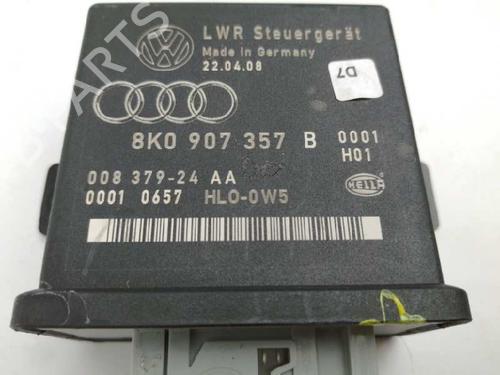 LWR Steuergerät
Made in Germany
22.04.08
D7
8K0 907 357 B 0001
H01
008 379-24 AA
0001 0657 HLO-0W5
HELLA
PARTS